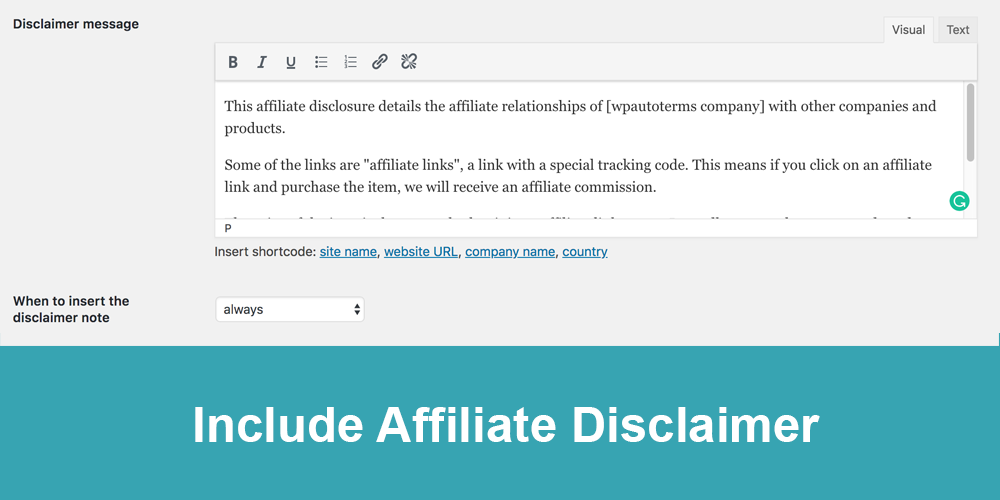 Disclaimer message
Visual Text
B I U
This affiliate disclosure details the affiliate relationships of [wpautoterms company] with other companies and
products.
Some of the links are "affiliate links", a link with a special tracking code. This means if you click on an affiliate
link and purchase the item, we will receive an affiliate commission.
P
Insert shortcode: site name, website URL, company name, country
When to insert the
disclaimer note
always
Include Affiliate Disclaimer